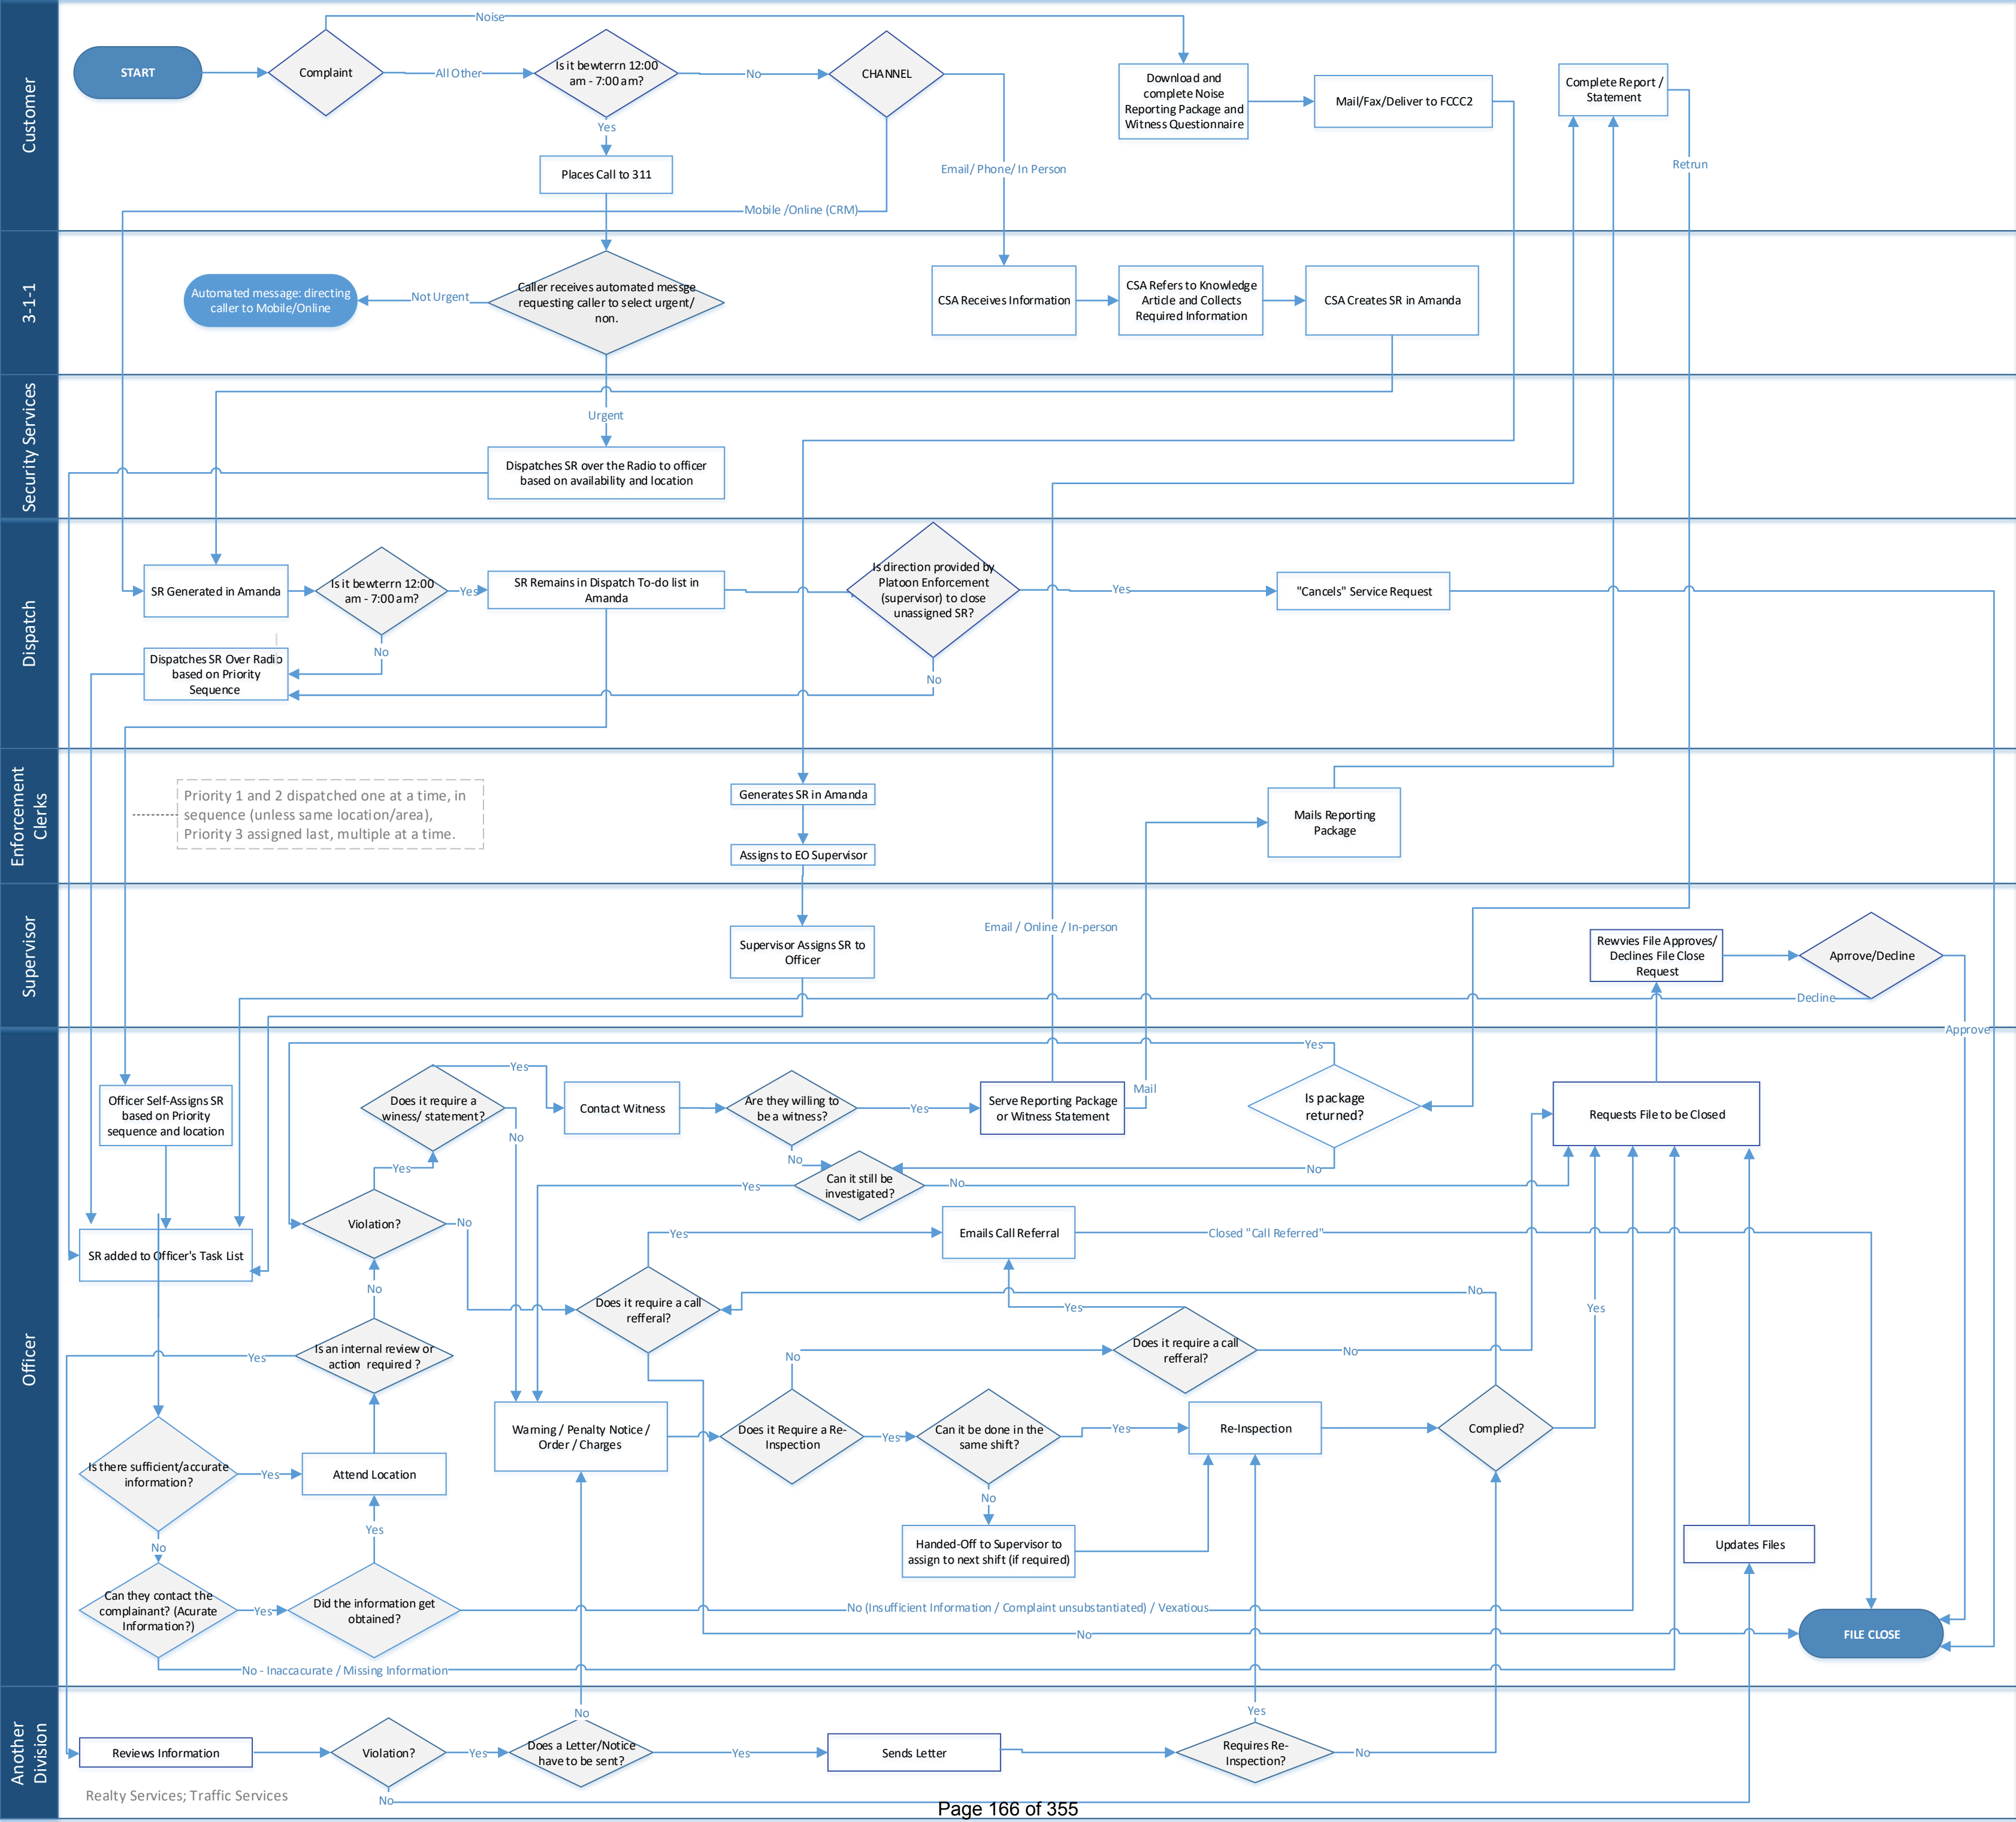 Customer
START
Complaint
Noise
All Other
Is it bewterrn 12:00
am - 7:00 am?
No
CHANNEL
Yes
Places Call to 311
Mobile /Online (CRM)
Email/ Phone/ In Person
Download and
complete Noise
Reporting Package and
Witness Questionnaire
Mail/Fax/Deliver to FCCC2
Complete Report /
Statement
Retrun
3-1-1
Automated message: directing
caller to Mobile/Online
Not Urgent
Caller receives automated messge
requesting caller to select urgent/
non.
CSA Receives Information
CSA Refers to Knowledge
Article and Collects
Required Information
CSA Creates SR in Amanda
Security Services
Urgent
Dispatches SR over the Radio to officer
based on availability and location
Dispatch
SR Generated in Amanda
Is it bewterrn 12:00
am - 7:00 am?
Yes
SR Remains in Dispatch To-do list in
Amanda
Is direction provided by
Platoon Enforcement
(supervisor) to close
unassigned SR?
Yes
"Cancels" Service Request
No
Dispatches SR Over Radio
based on Priority
Sequence
No
Enforcement
Clerks
Priority 1 and 2 dispatched one at a time, in
sequence (unless same location/area),
Priority 3 assigned last, multiple at a time.
Generates SR in Amanda
Assigns to EO Supervisor
Mails Reporting
Package
Supervisor
Supervisor Assigns SR to
Officer
Email / Online / In-person
Rewvies File Approves/
Declines File Close
Request
Aprrove/Decline
Decline
Approve
Officer
Officer Self-Assigns SR
based on Priority
sequence and location
Does it require a
winess/ statement?
Yes
No
Contact Witness
Are they willing to
be a witness?
Yes
No
Serve Reporting Package
or Witness Statement
Mail
Yes
Is package
returned?
No
Requests File to be Closed
Yes
Can it still be
investigated?
Yes
No
Violation?
No
SR added to Officer's Task List
No
Yes
Emails Call Referral
Closed "Call Referred"
Does it require a call
refferal?
No
Yes
Does it require a call
refferal?
No
Yes
Is an internal review or
action required ?
Yes
No
Warning / Penalty Notice /
Order / Charges
Does it Require a Re-
Inspection
Yes
Can it be done in the
same shift?
Yes
No
Re-Inspection
Complied?
Is there sufficient/accurate
information?
Yes
Attend Location
No
Yes
Handed-Off to Supervisor to
assign to next shift (if required)
Updates Files
Can they contact the
complainant? (Acurate
Information?)
Yes
Did the information get
obtained?
No (Insufficient Information / Complaint unsubstantiated) / Vexatious
No
FILE CLOSE
No - Inaccacurate / Missing Information
Another
Division
Reviews Information
Violation?
Yes
No
Does a Letter/Notice
have to be sent?
Yes
Sends Letter
Yes
Requires Re-
Inspection?
No
Realty Services; Traffic Services
No
Page 166 of 355